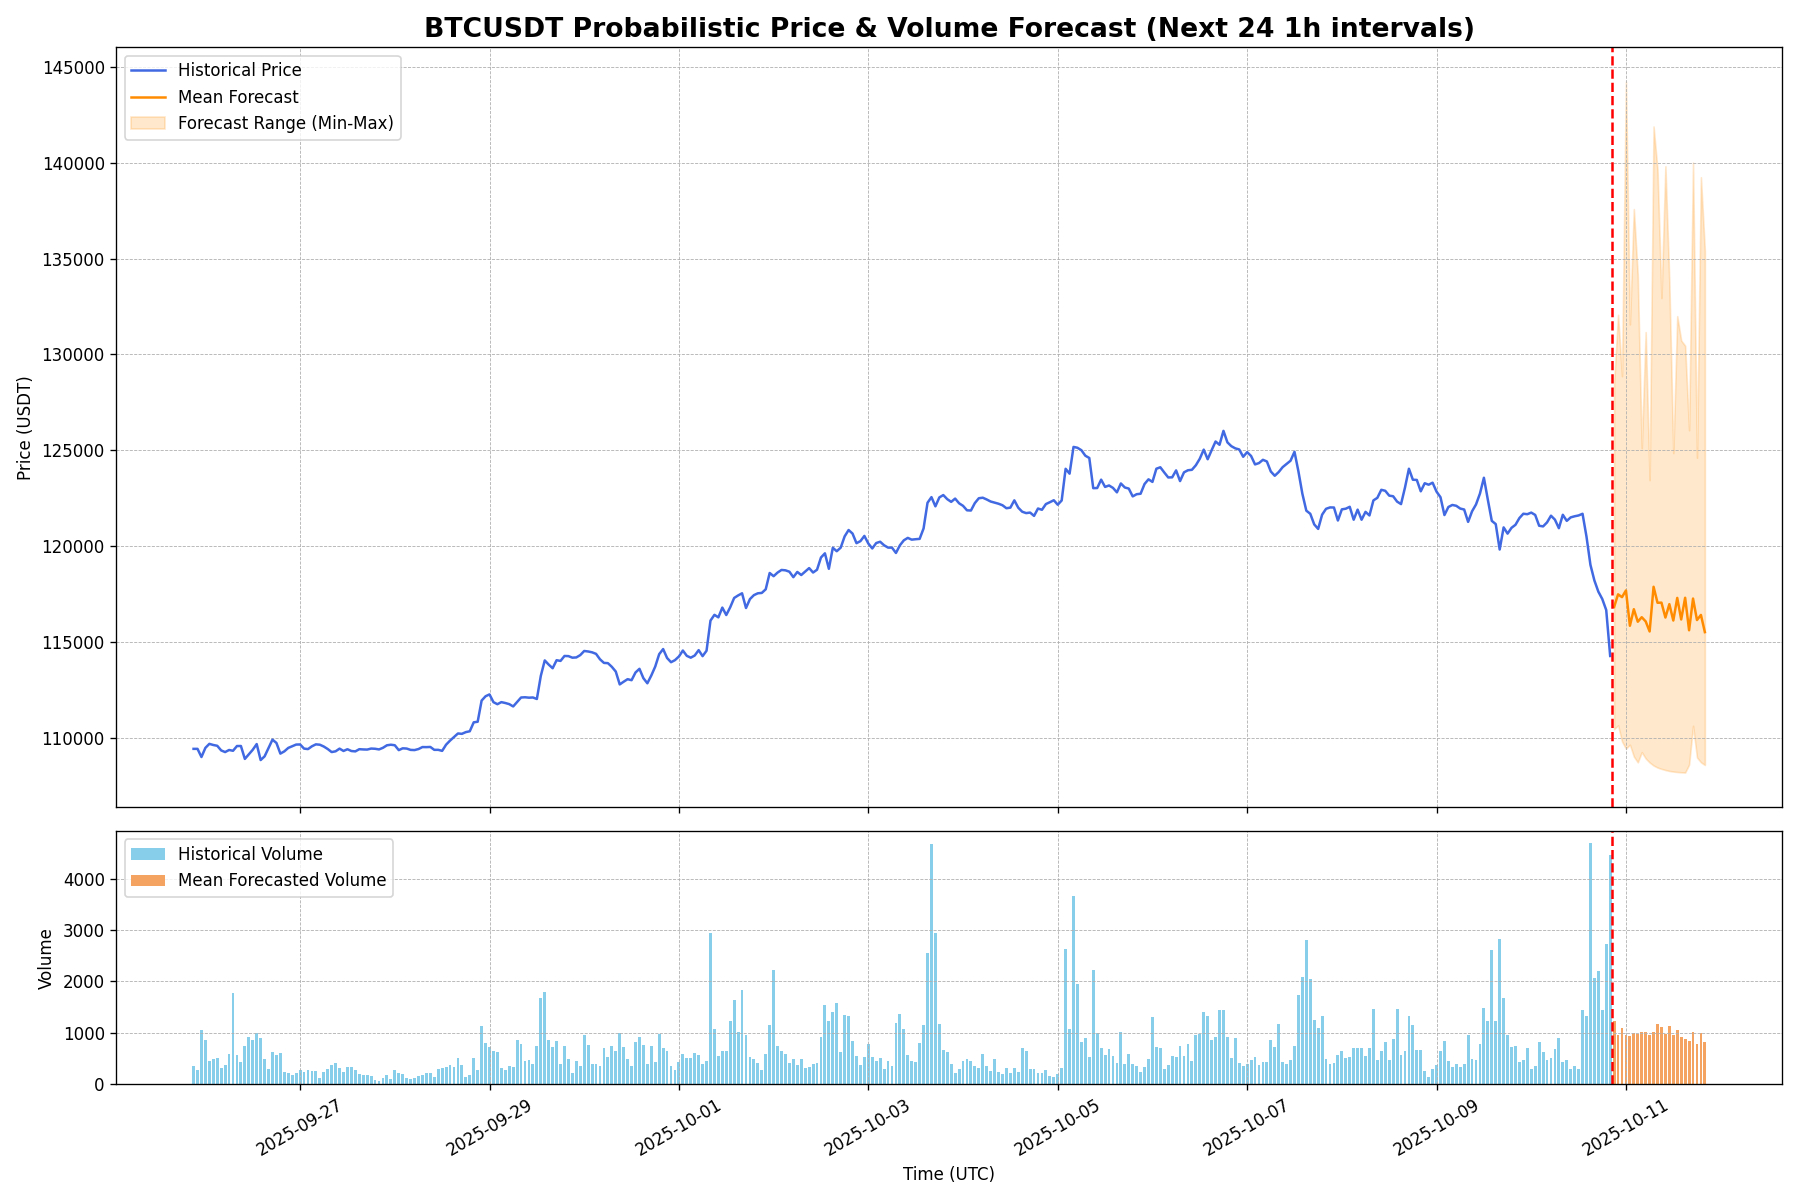 BTCUSDT Probabilistic Price & Volume Forecast (Next 24 1h intervals)
Historical Price
Mean Forecast
Forecast Range (Min-Max)
145000
140000
135000
130000
125000
120000
115000
110000
Price (USDT)
Historical Volume
Mean Forecasted Volume
4000
3000
2000
1000
0
Volume
2025-09-27
2025-09-29
2025-10-01
2025-10-03
2025-10-05
2025-10-07
2025-10-09
2025-10-11
Time (UTC)